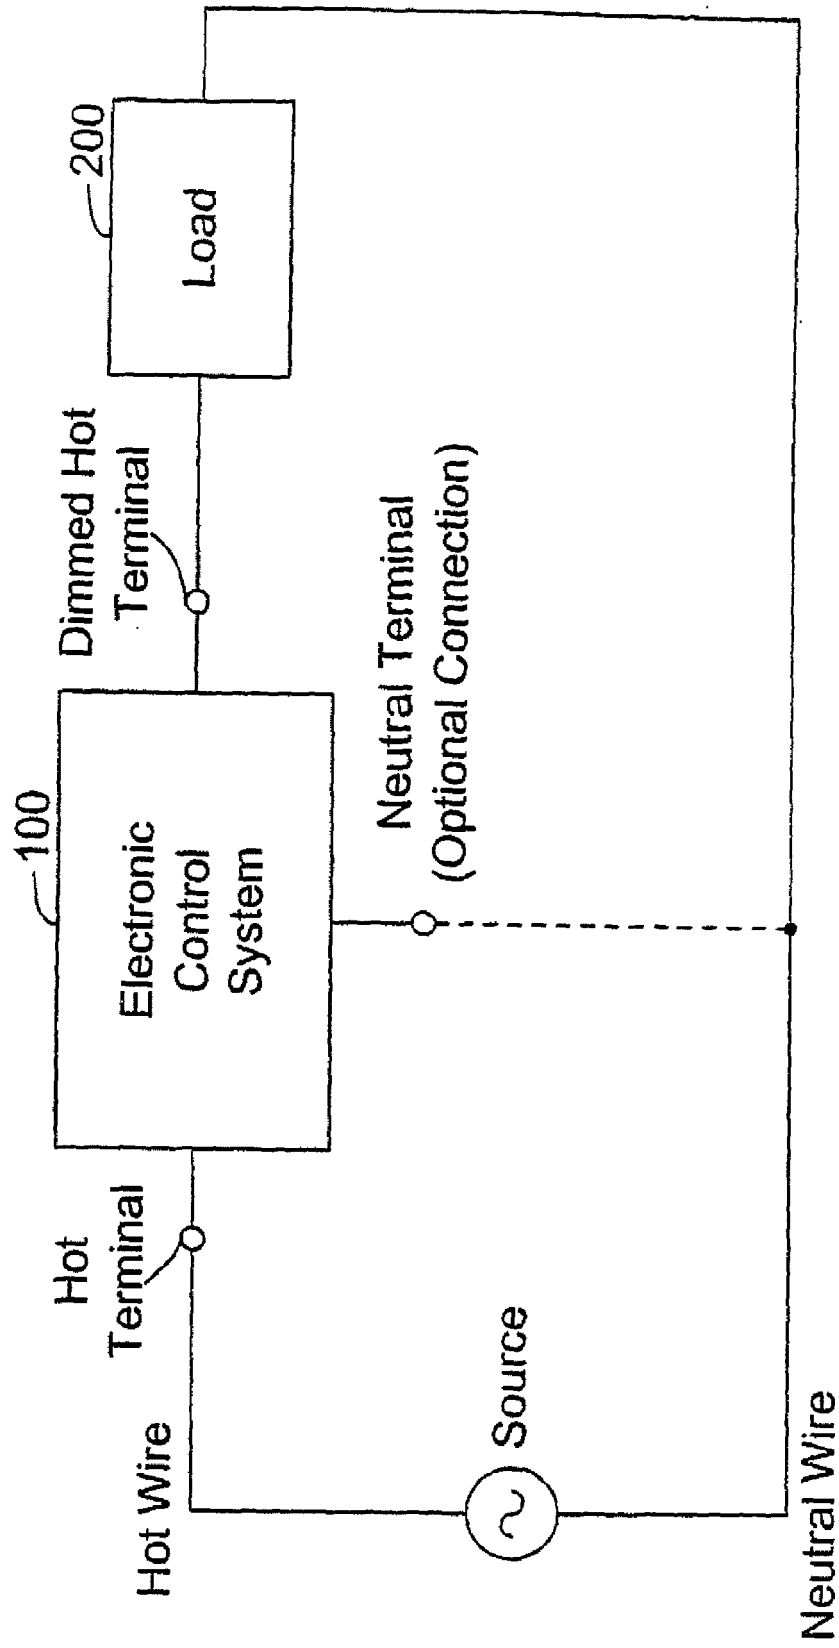 Hot Wire
Hot
Terminal
100
Electronic
Control
System
Dimmed Hot
Terminal
200
Load
Source
Neutral Terminal
(Optional Connection)
Neutral Wire